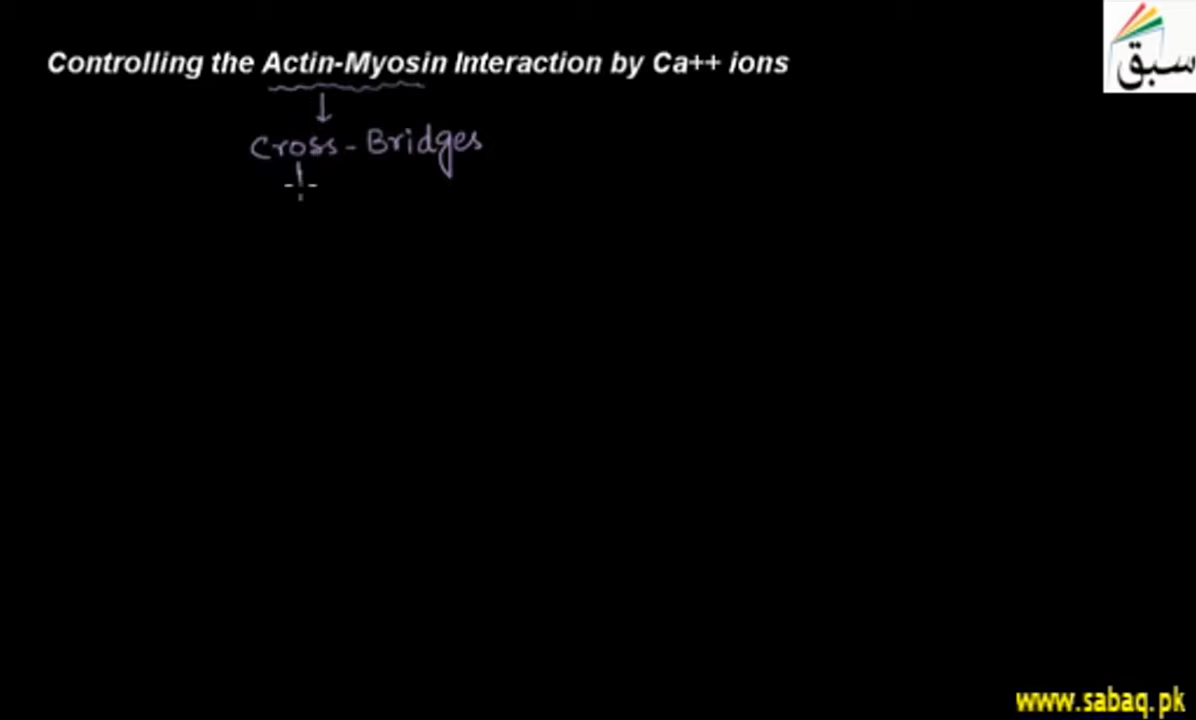 Controlling the Actin-Myosin Interaction by Ca++ ions
سبق
Cross-Bridges
www.sabaq.pk